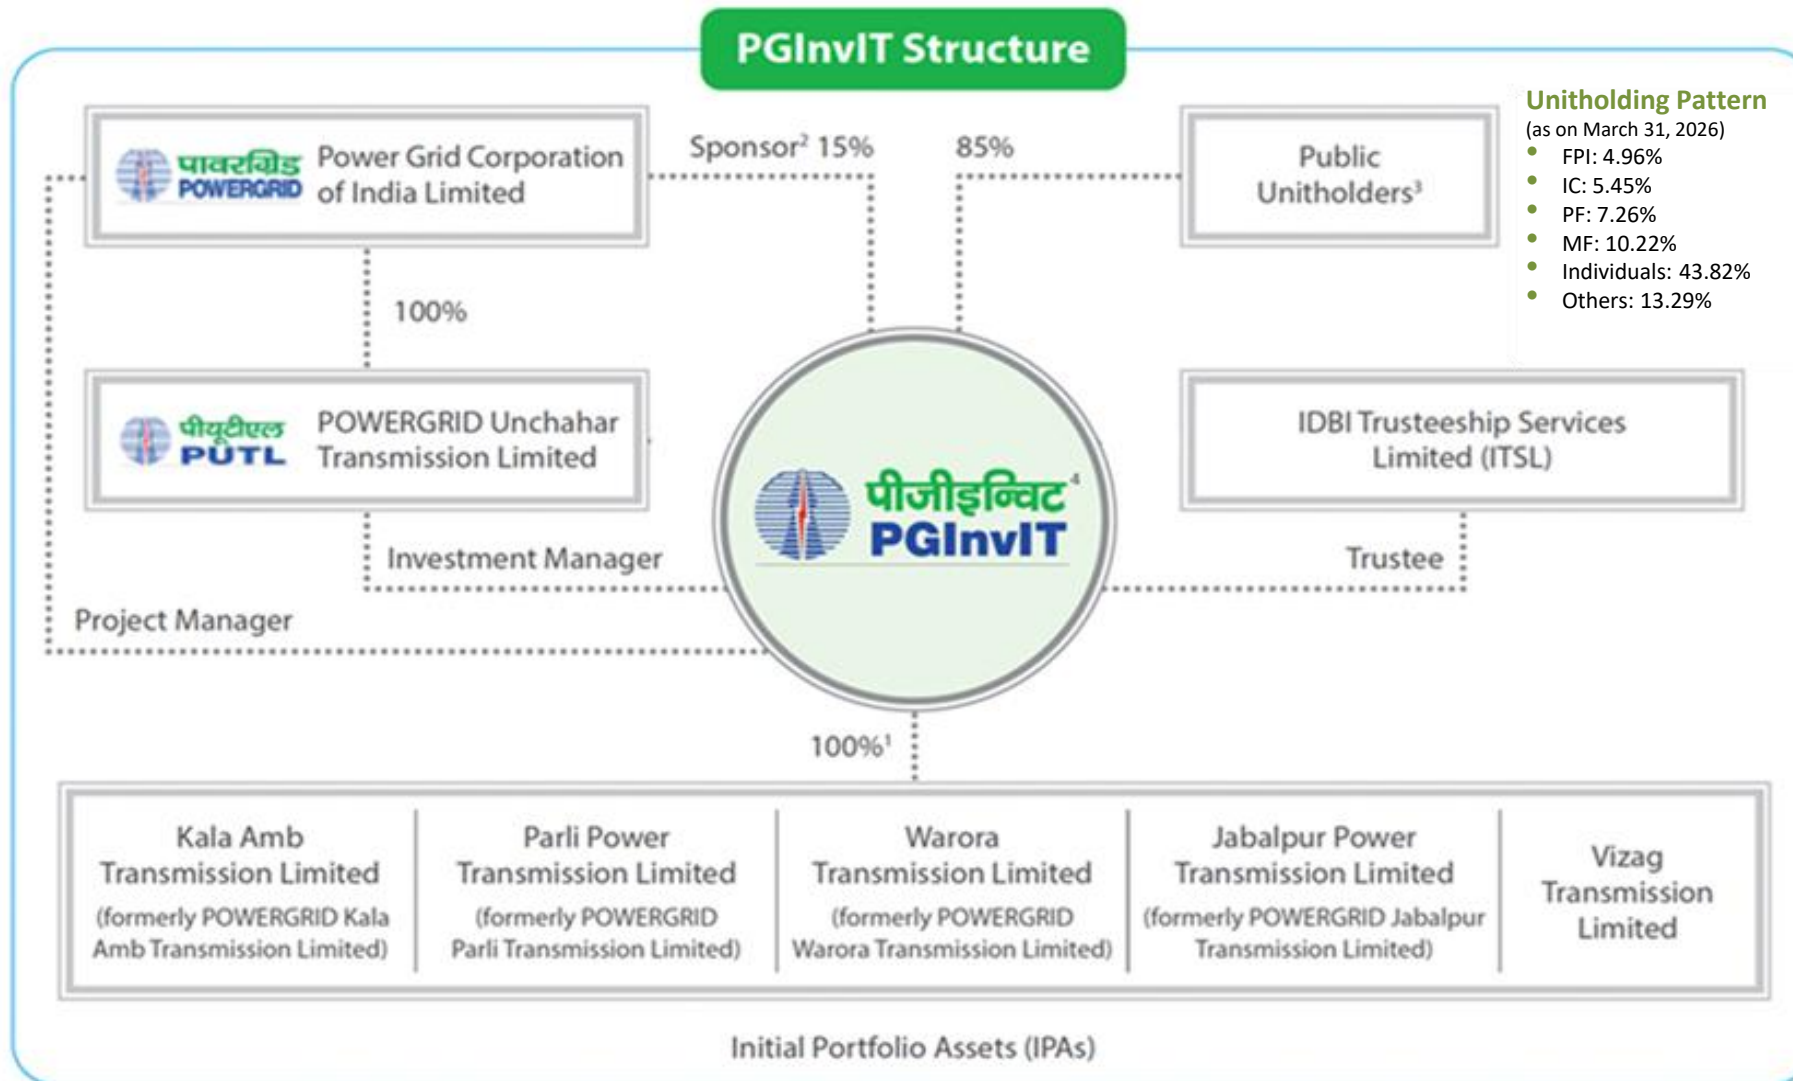 PGInvIT Structure
पावरग्रिड
POWERGRID
Power Grid Corporation
of India Limited
Sponsor² 15%
85%
Public
Unitholders³
Unitholding Pattern
(as on March 31, 2026)
• FPI: 4.96%
• IC: 5.45%
• PF: 7.26%
• MF: 10.22%
• Individuals: 43.82%
• Others: 13.29%
100%
पीयूटीएल
PUTL
POWERGRID Unchahar
Transmission Limited
पीजीइन्विट⁴
PGInvIT
IDBI Trusteeship Services
Limited (ITSL)
Investment Manager
Trustee
Project Manager
100%¹
Kala Amb
Transmission Limited
(formerly POWERGRID Kala
Amb Transmission Limited)
Parli Power
Transmission Limited
(formerly POWERGRID
Parli Transmission Limited)
Warora
Transmission Limited
(formerly POWERGRID
Warora Transmission Limited)
Jabalpur Power
Transmission Limited
(formerly POWERGRID Jabalpur
Transmission Limited)
Vizag
Transmission
Limited
Initial Portfolio Assets (IPAs)